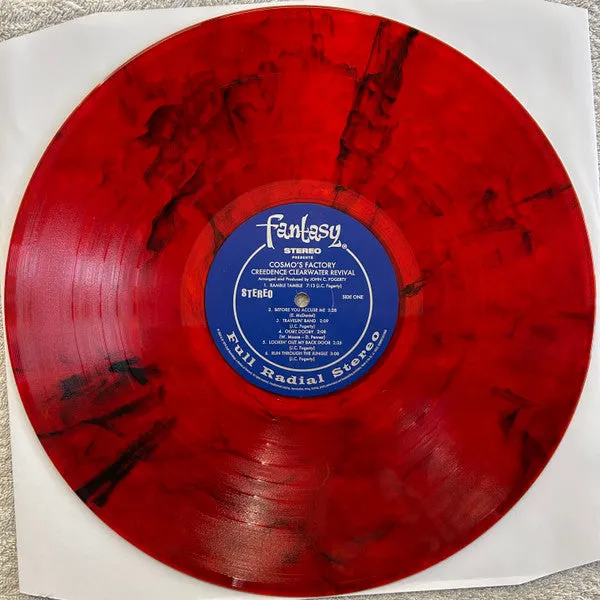 fantasy®
STEREO
PRESENTS
COSMO'S FACTORY
CREEDENCE CLEARWATER REVIVAL
Arranged and Produced by JOHN C. FOGERTY
1. RAMBLE TAMBLE 7:13 (J.C. Fogerty)
STEREO
SIDE ONE
2. BEFORE YOU ACCUSE ME 3:26
(E. McDaniel)
3. TRAVELIN' BAND 2:09
(J.C. Fogerty)
4. OOBY DOOBY 2:08
(W. Moore – D. Penner)
5. LOOKIN' OUT MY BACK DOOR 2:35
(J.C. Fogerty)
6. RUN THROUGH THE JUNGLE 3:09
(J.C. Fogerty)
Full Radial Stereo